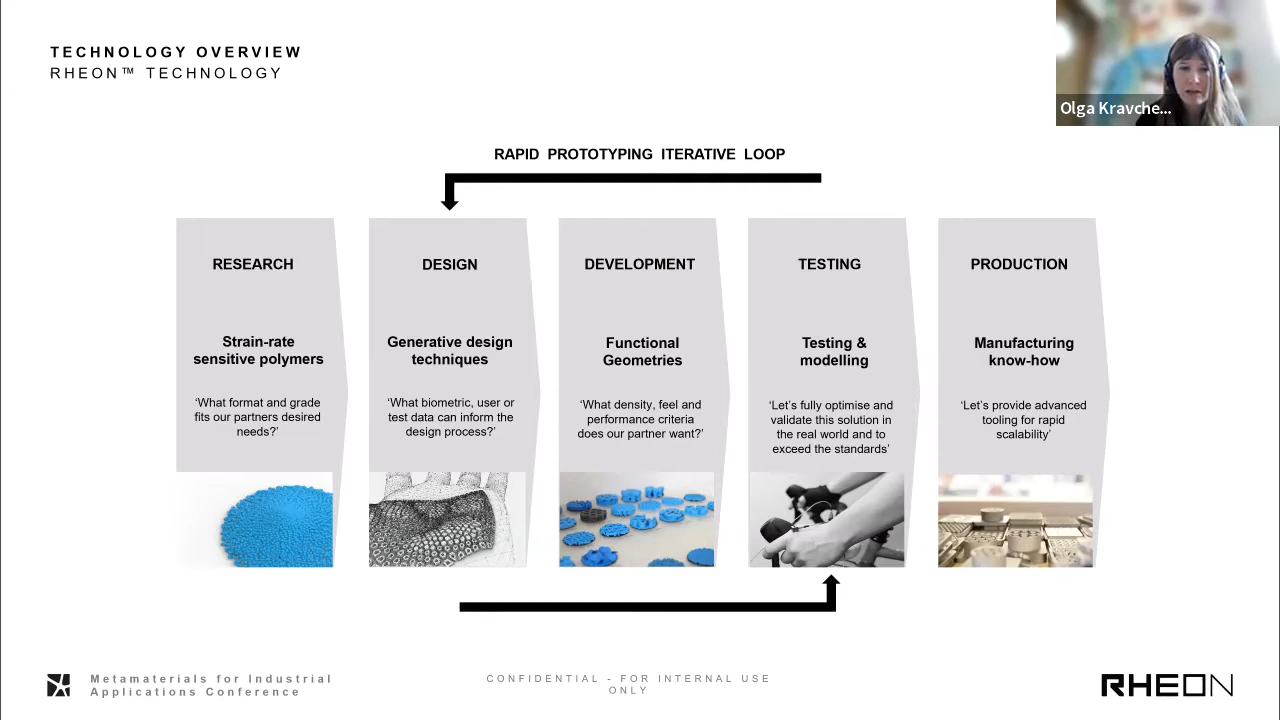 TECHNOLOGY OVERVIEW
RHEON™ TECHNOLOGY
Olga Kravche...
RAPID PROTOTYPING ITERATIVE LOOP
RESEARCH
Strain-rate
sensitive polymers
‘What format and grade
fits our partners desired
needs?’
DESIGN
Generative design
techniques
‘What biometric, user or
test data can inform the
design process?’
DEVELOPMENT
Functional
Geometries
‘What density, feel and
performance criteria
does our partner want?’
TESTING
Testing &
modelling
‘Let’s fully optimise and
validate this solution in
the real world and to
exceed the standards’
PRODUCTION
Manufacturing
know-how
‘Let’s provide advanced
tooling for rapid
scalability’
Metamaterials for Industrial
Applications Conference
CONFIDENTIAL - FOR INTERNAL USE
ONLY
RHEON